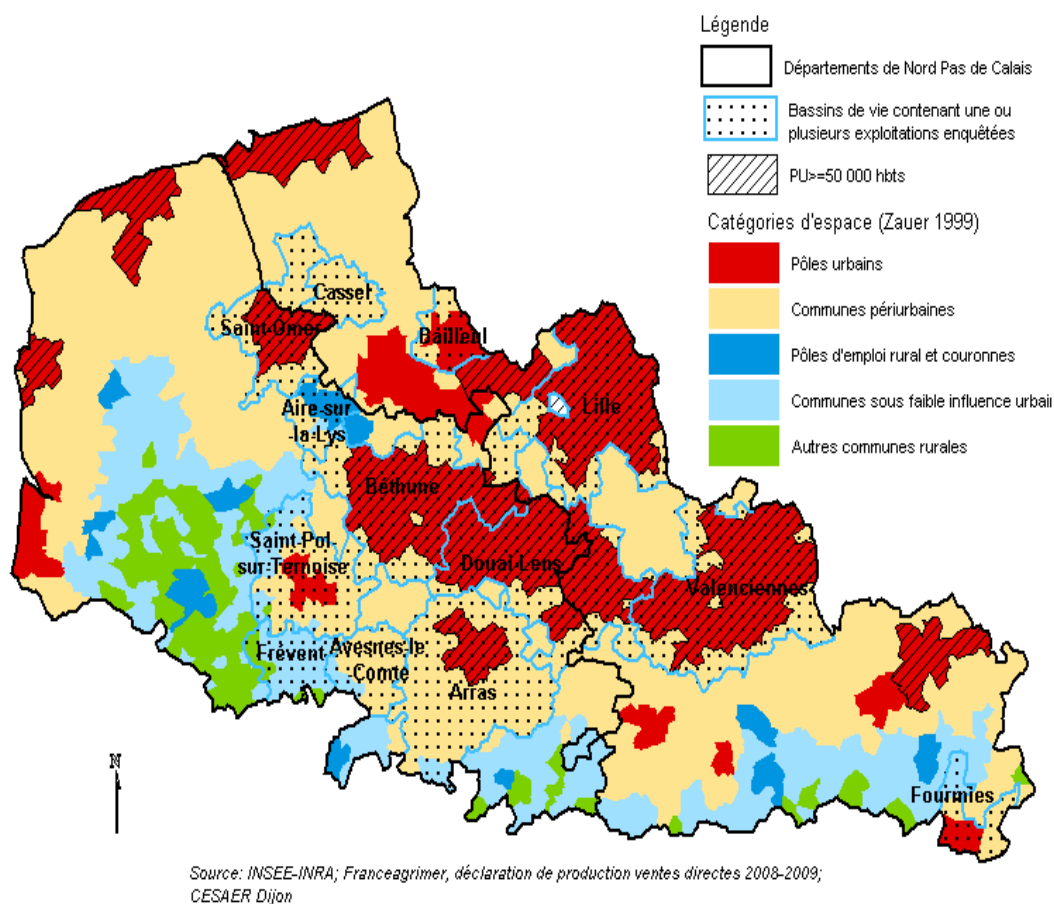 Légende
Départements de Nord Pas de Calais
Bassins de vie contenant une ou
plusieurs exploitations enquêtées
PU>=50 000 hbts
Catégories d'espace (Zauer 1999)
Pôles urbains
Communes périurbaines
Pôles d'emploi rural et couronnes
Communes sous faible influence urbai
Autres communes rurales
Cassel
Saint-Omer
Bailleul
Lille
Aire-sur
-la-Lys
Béthune
Saint-Pol-
sur-Ternoise
Douai-Lens
Valenciennes
Frévent
Avesnes-le
-Comte
Arras
Fourmies
N
Source: INSEE-INRA; Franceagrimer, déclaration de production ventes directes 2008-2009;
CESAER Dijon